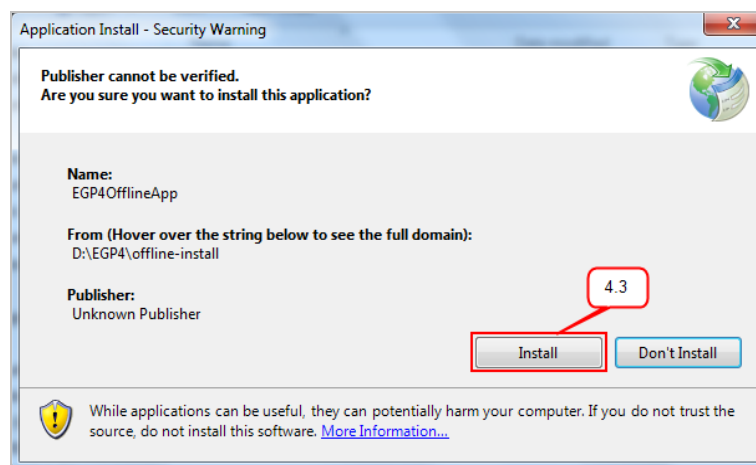 Application Install - Security Warning
Publisher cannot be verified.
Are you sure you want to install this application?
Name:
EGP4OfflineApp
From (Hover over the string below to see the full domain):
D:\EGP4\offline-install
Publisher:
Unknown Publisher
4.3
Install Don't Install
While applications can be useful, they can potentially harm your computer. If you do not trust the
source, do not install this software. More Information...